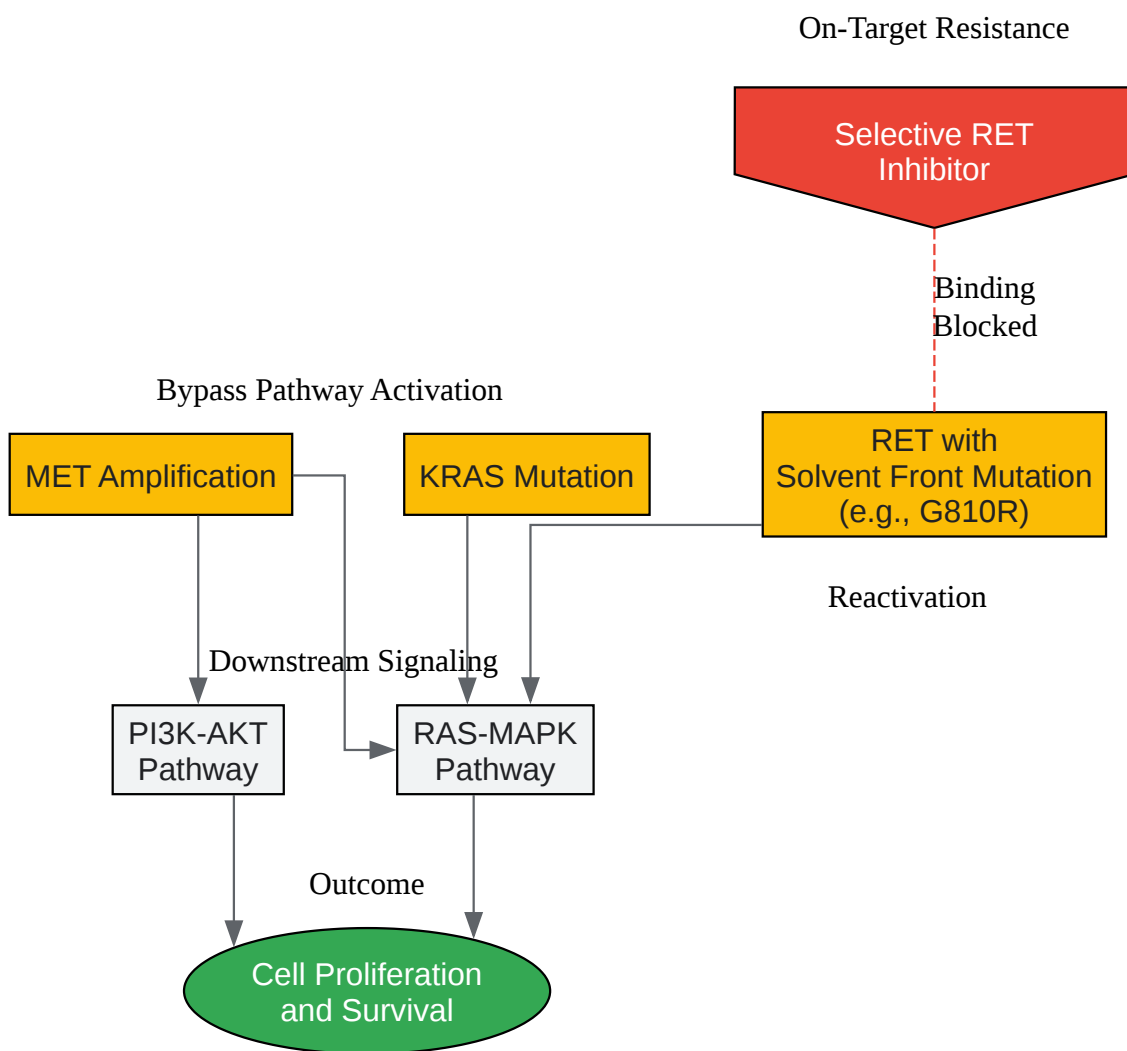 On-Target Resistance
Selective RET
Inhibitor
Binding
Blocked
Bypass Pathway Activation
MET Amplification
KRAS Mutation
RET with
Solvent Front Mutation
(e.g., G810R)
Reactivation
Downstream Signaling
PI3K-AKT
Pathway
RAS-MAPK
Pathway
Outcome
Cell Proliferation
and Survival